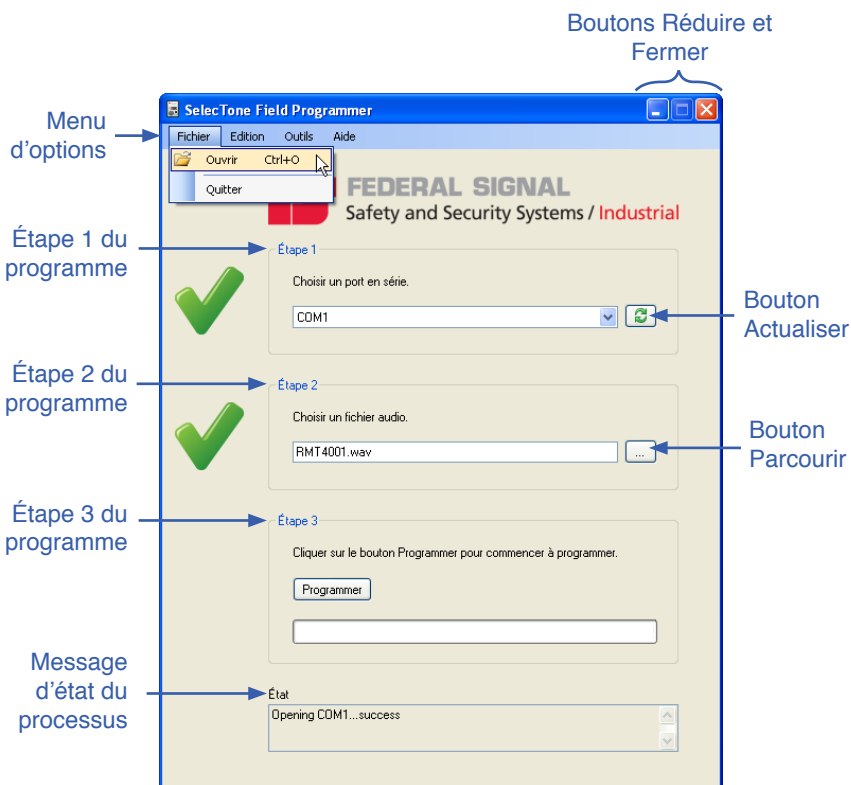 Boutons Réduire et
Fermer
SelecTone Field Programmer
Menu
d'options
Fichier Edition Outils Aide
Ouvrir Ctrl+O
Quitter
FEDERAL SIGNAL
Safety and Security Systems / Industrial
Étape 1 du
programme
Étape 1
Choisir un port en série.
COM1
Bouton
Actualiser
Étape 2 du
programme
Étape 2
Choisir un fichier audio.
RMT4001.wav
...
Bouton
Parcourir
Étape 3 du
programme
Étape 3
Cliquer sur le bouton Programmer pour commencer à programmer.
Programmer
Message
d'état du
processus
État
Opening COM1...success